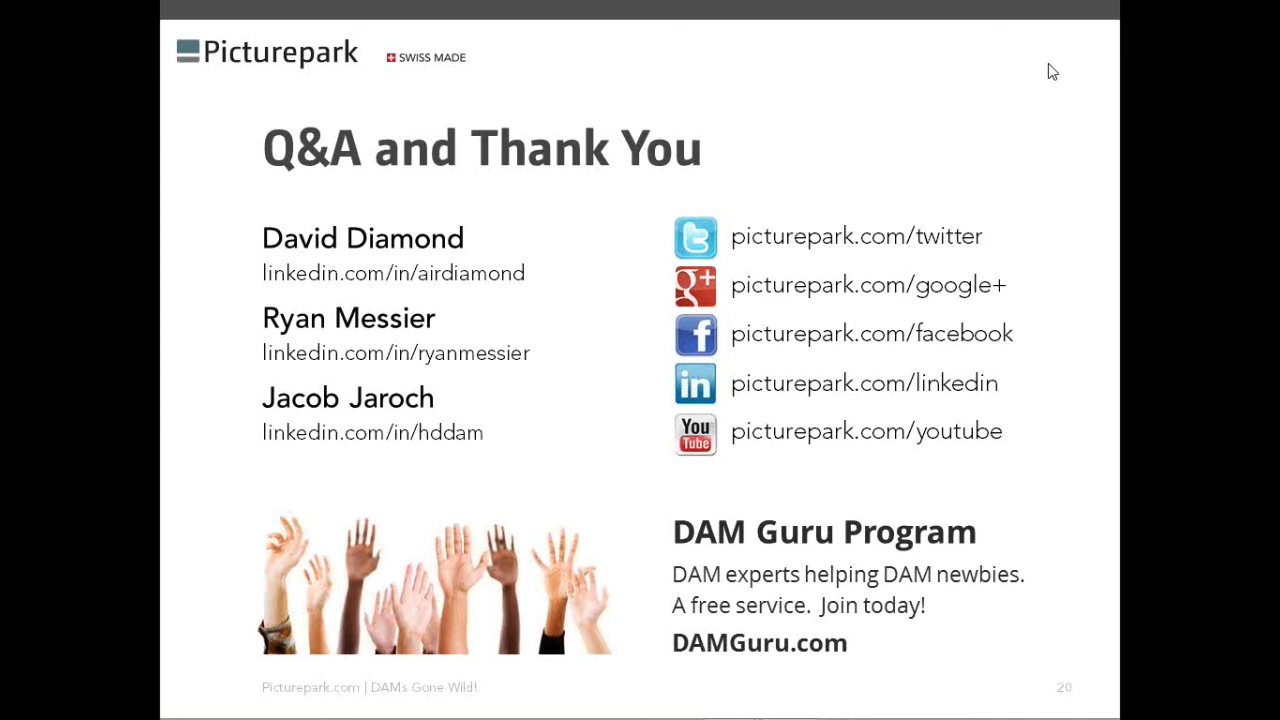 Picturepark
SWISS MADE
Q&A and Thank You
David Diamond
linkedin.com/in/airdiamond
Ryan Messier
linkedin.com/in/ryanmessier
Jacob Jaroch
linkedin.com/in/hddam
t picturepark.com/twitter
g+ picturepark.com/google+
f picturepark.com/facebook
in picturepark.com/linkedin
You Tube picturepark.com/youtube
DAM Guru Program
DAM experts helping DAM newbies.
A free service. Join today!
DAMGuru.com
Picturepark.com | DAMs Gone Wild!
20